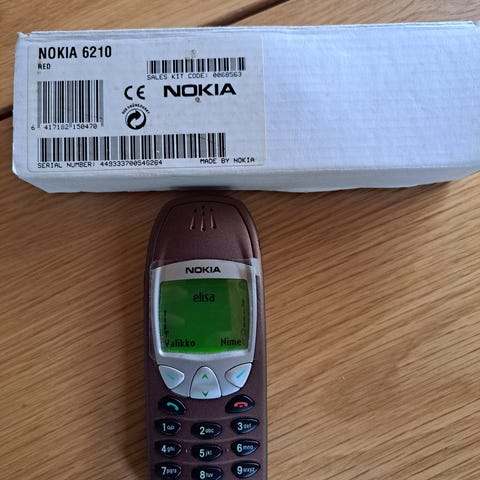 NOKIA 6210
RED
SALES KIT CODE: 0068563
CE NOKIA
6 417182 150470
SERIAL NUMBER: 449333700546264
MADE BY NOKIA
NOKIA
elisa
Valikko Nimet
1 2abc 3def
4ghi 5jkl 6mno
7pqrs 8tuv 9wxyz